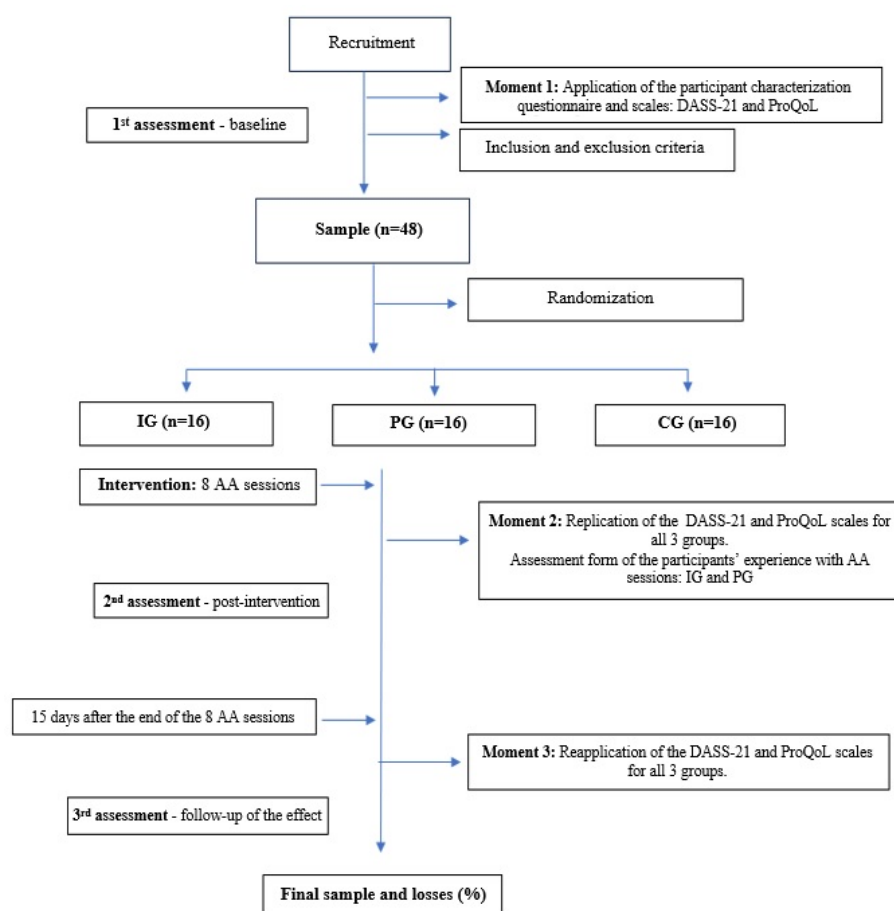 Recruitment
Moment 1: Application of the participant characterization
questionnaire and scales: DASS-21 and ProQoL
1st assessment - baseline
Inclusion and exclusion criteria
Sample (n=48)
Randomization
IG (n=16)
PG (n=16)
CG (n=16)
Intervention: 8 AA sessions
Moment 2: Replication of the DASS-21 and ProQoL scales for
all 3 groups.
Assessment form of the participants’ experience with AA
sessions: IG and PG
2nd assessment - post-intervention
15 days after the end of the 8 AA sessions
Moment 3: Reapplication of the DASS-21 and ProQoL scales
for all 3 groups.
3rd assessment - follow-up of the effect
Final sample and losses (%)